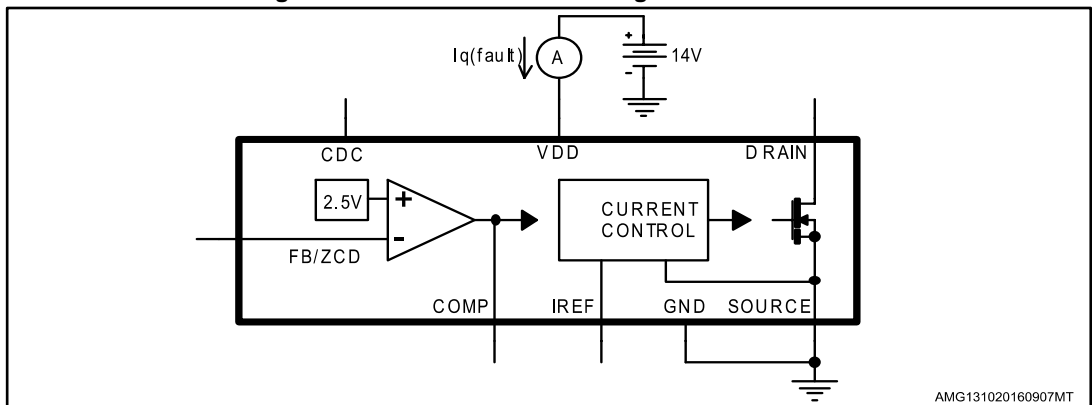 +
Iq(fault)
A
14V
-
CDC
VDD
DRAIN
2.5V
+
-
CURRENT
CONTROL
FB/ZCD
COMP
IREF
GND
SOURCE
AMG131020160907MT